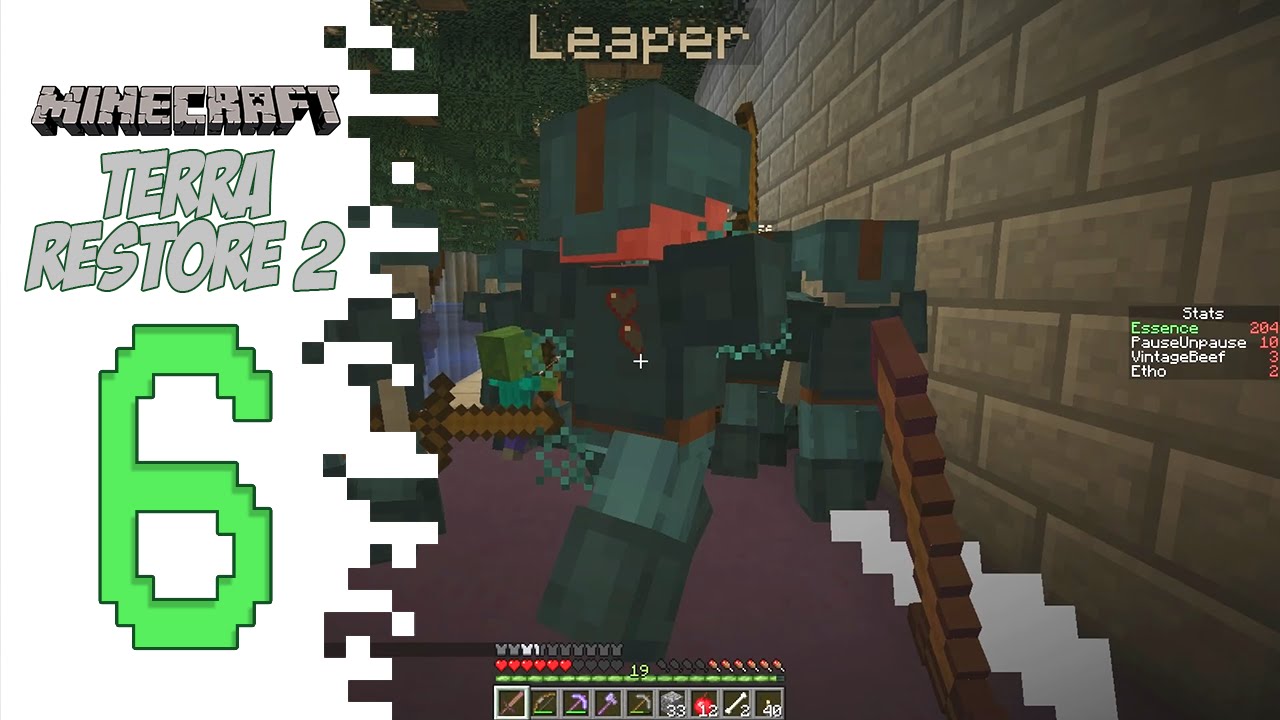 MINECRAFT
TERRA
RESTORE 2
6
Leaper
Stats
Essence 204
PauseUnpause 10
VintageBeef 3
Etho 2
19
33 12 2 40